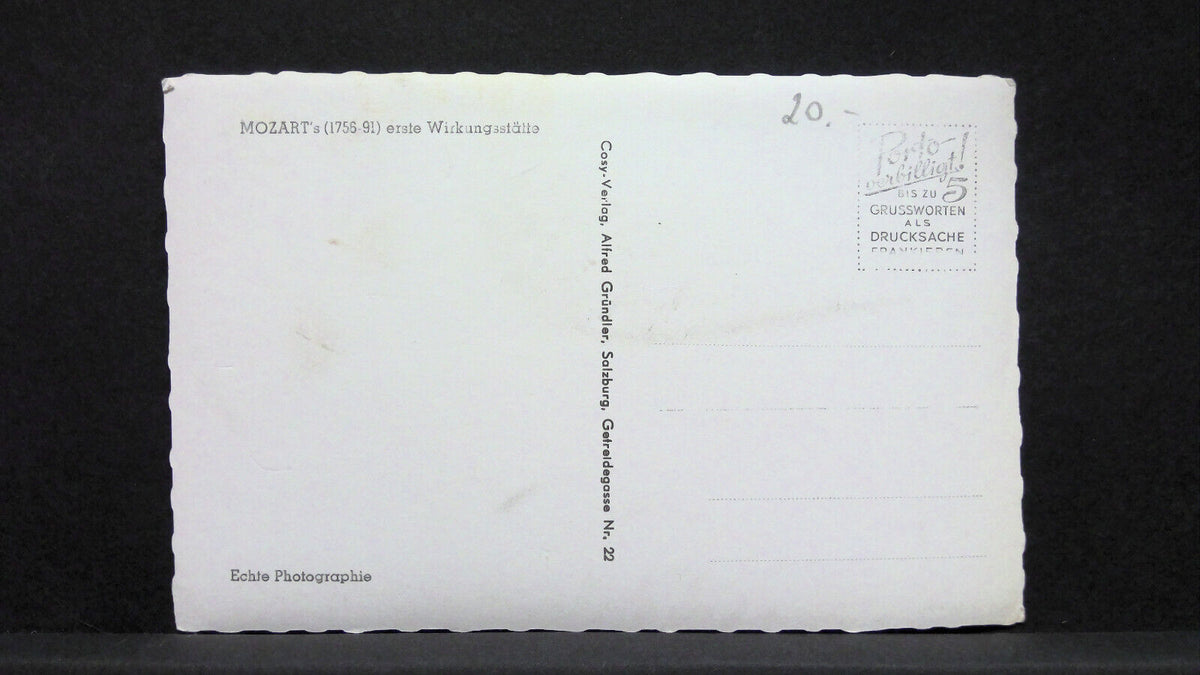 MOZART's (1756-91) erste Wirkungsstätte
20.-
Porto
verbilligt!
BIS ZU 5
GRUSSWORTEN
ALS
DRUCKSACHE
FRANKIEREN
Cosy-Verlag, Alfred Gründler, Salzburg, Getreidegasse Nr. 22
Echte Photographie